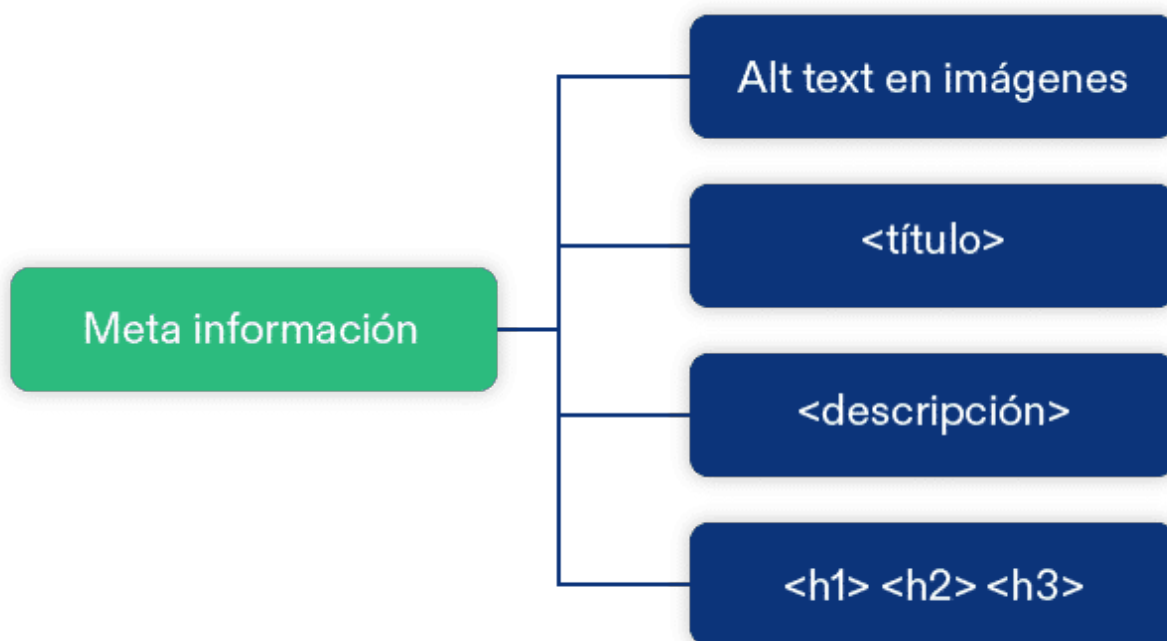 Alt text en imágenes
<título>
Meta información
<descripción>
<h1> <h2> <h3>